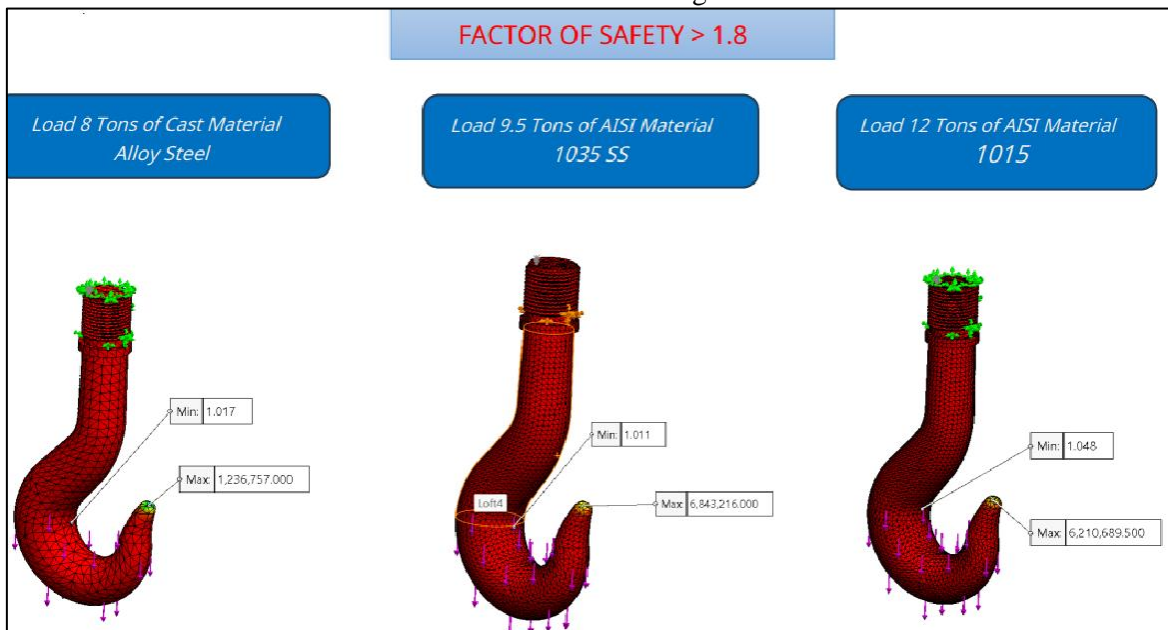 FACTOR OF SAFETY > 1.8
Load 8 Tons of Cast Material
Alloy Steel
Load 9.5 Tons of AISI Material
1035 SS
Load 12 Tons of AISI Material
1015
Min: 1.017
Max: 1,236,757.000
Min: 1.011
Loft4
Max: 6,843,216.000
Min: 1.048
Max: 6,210,689.500